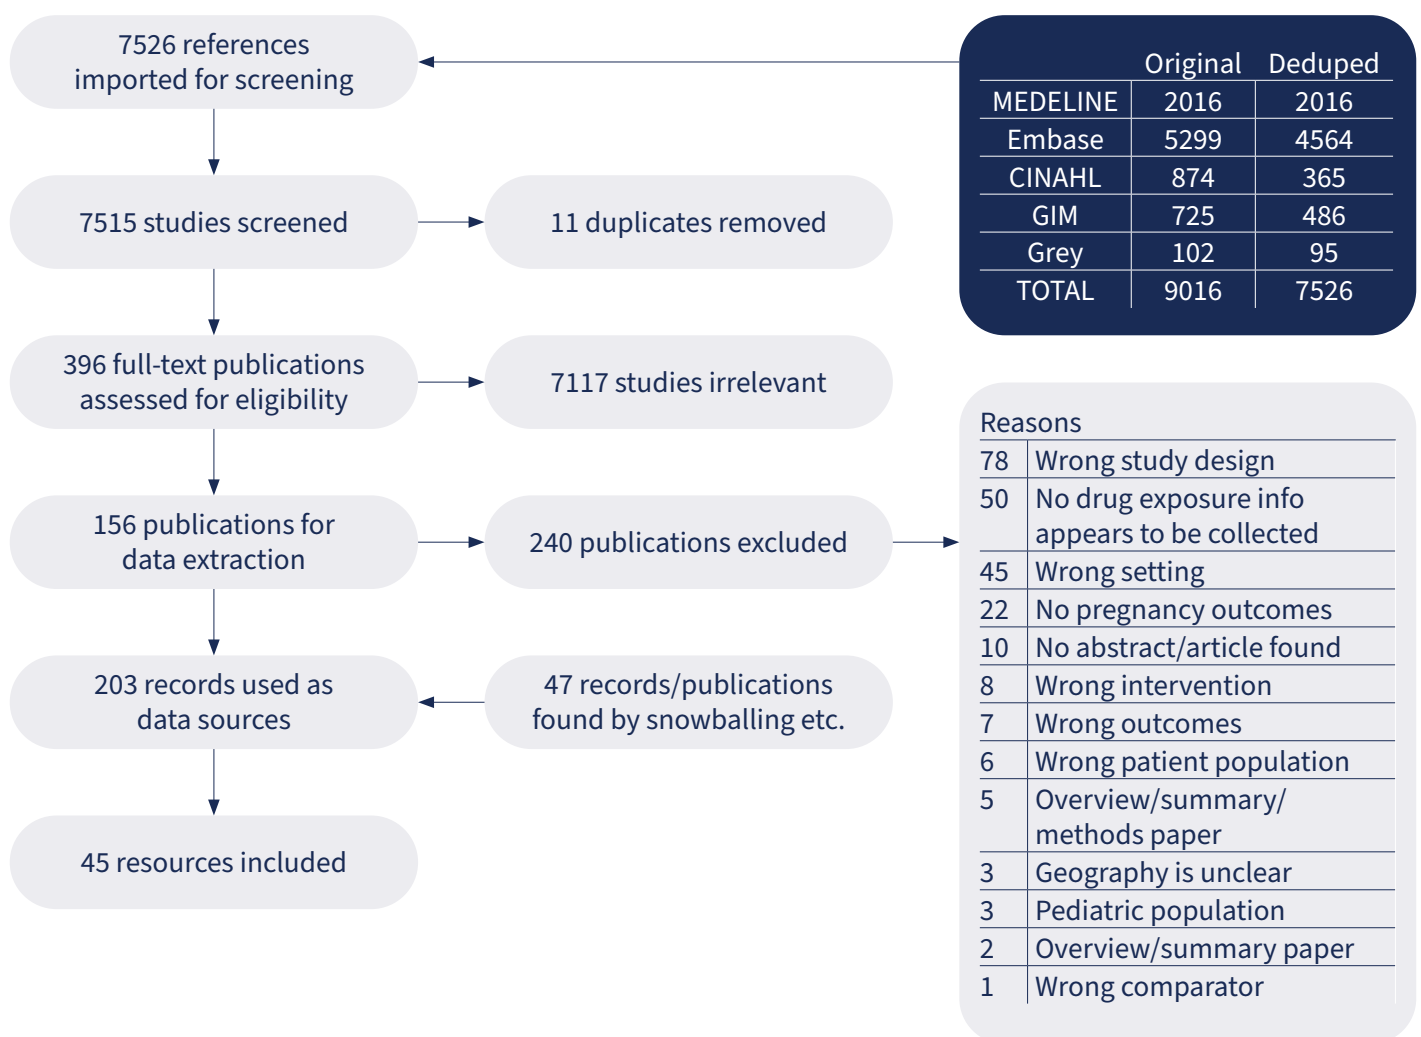 7526 references
imported for screening
Original Deduped
MEDELINE 2016 2016
Embase 5299 4564
CINAHL 874 365
GIM 725 486
Grey 102 95
TOTAL 9016 7526
7515 studies screened
11 duplicates removed
396 full-text publications
assessed for eligibility
7117 studies irrelevant
156 publications for
data extraction
240 publications excluded
Reasons
78 Wrong study design
50 No drug exposure info
appears to be collected
45 Wrong setting
22 No pregnancy outcomes
10 No abstract/article found
8 Wrong intervention
7 Wrong outcomes
6 Wrong patient population
5 Overview/summary/
methods paper
3 Geography is unclear
3 Pediatric population
2 Overview/summary paper
1 Wrong comparator
203 records used as
data sources
47 records/publications
found by snowballing etc.
45 resources included